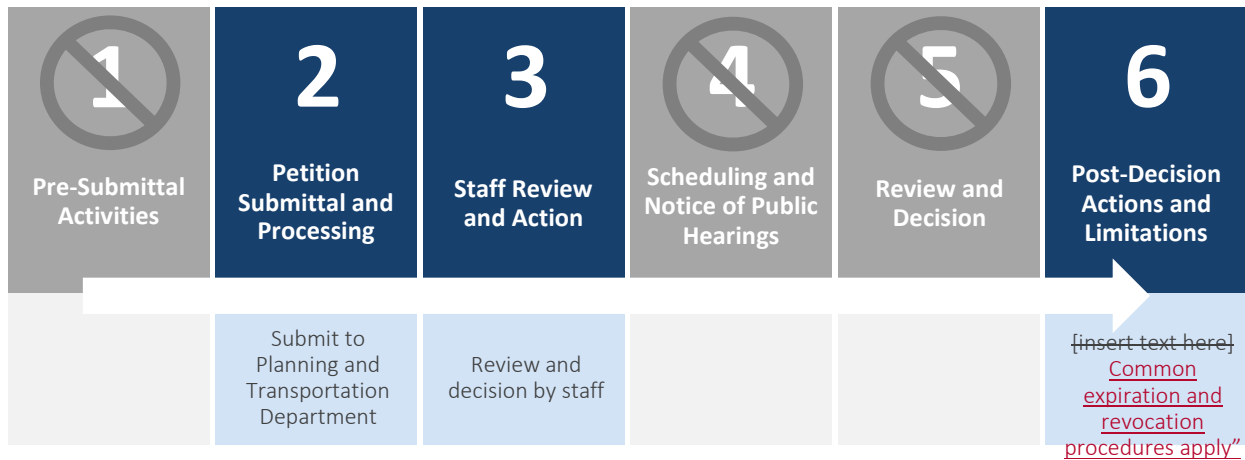 1
Pre-Submittal
Activities
2
Petition
Submittal and
Processing
3
Staff Review
and Action
4
Scheduling and
Notice of Public
Hearings
5
Review and
Decision
6
Post-Decision
Actions and
Limitations
Submit to
Planning and
Transportation
Department
Review and
decision by staff
[insert text here]
Common
expiration and
revocation
procedures apply”